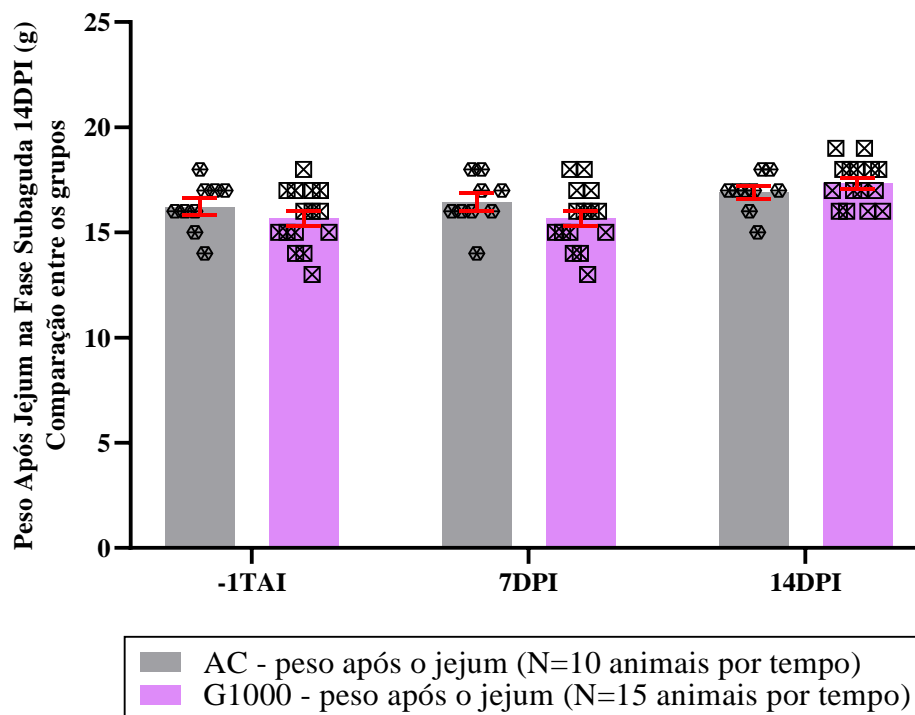 Peso Após Jejum na Fase Subaguda 14DPI (g)
Comparação entre os grupos
25
20
15
10
5
0
-1TAI
7DPI
14DPI
AC - peso após o jejum (N=10 animais por tempo)
G1000 - peso após o jejum (N=15 animais por tempo)